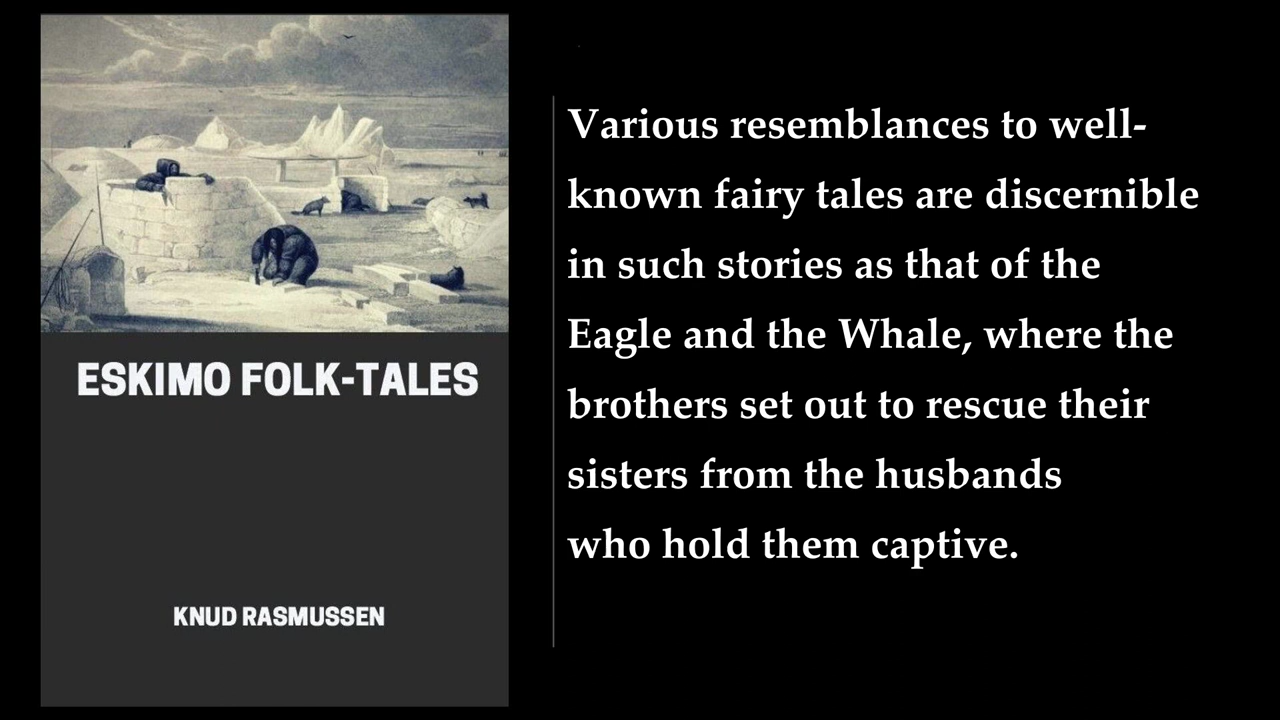 ESKIMO FOLK-TALES
KNUD RASMUSSEN
Various resemblances to well-
known fairy tales are discernible
in such stories as that of the
Eagle and the Whale, where the
brothers set out to rescue their
sisters from the husbands
who hold them captive.